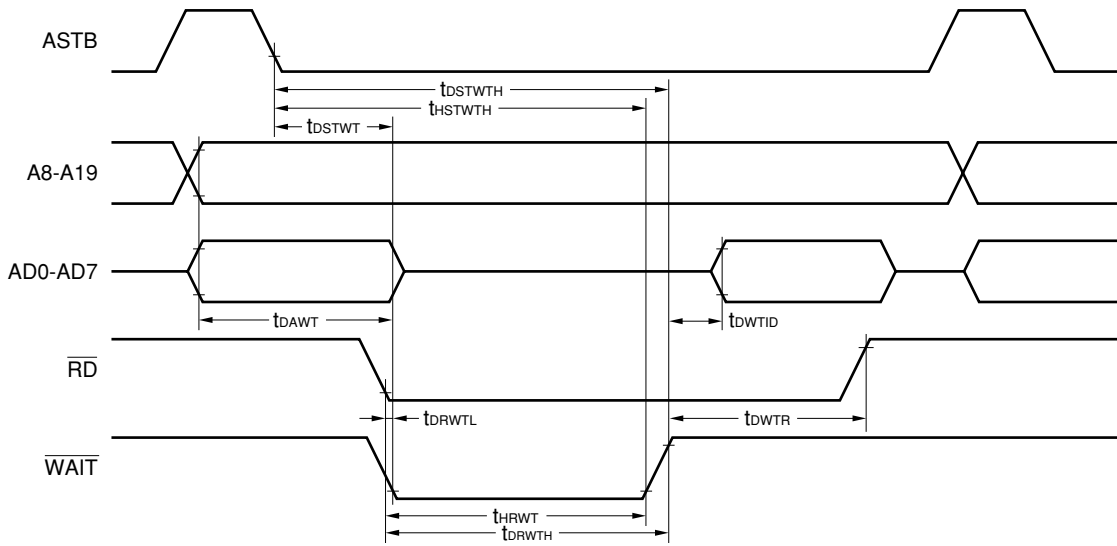 ASTB
tDSTWTH
tHSTWTH
tDSTWT
A8-A19
AD0-AD7
tDAWT
tDWTID
RD
tDRWTL
tDWTR
WAIT
tHRWT
tDRWTH